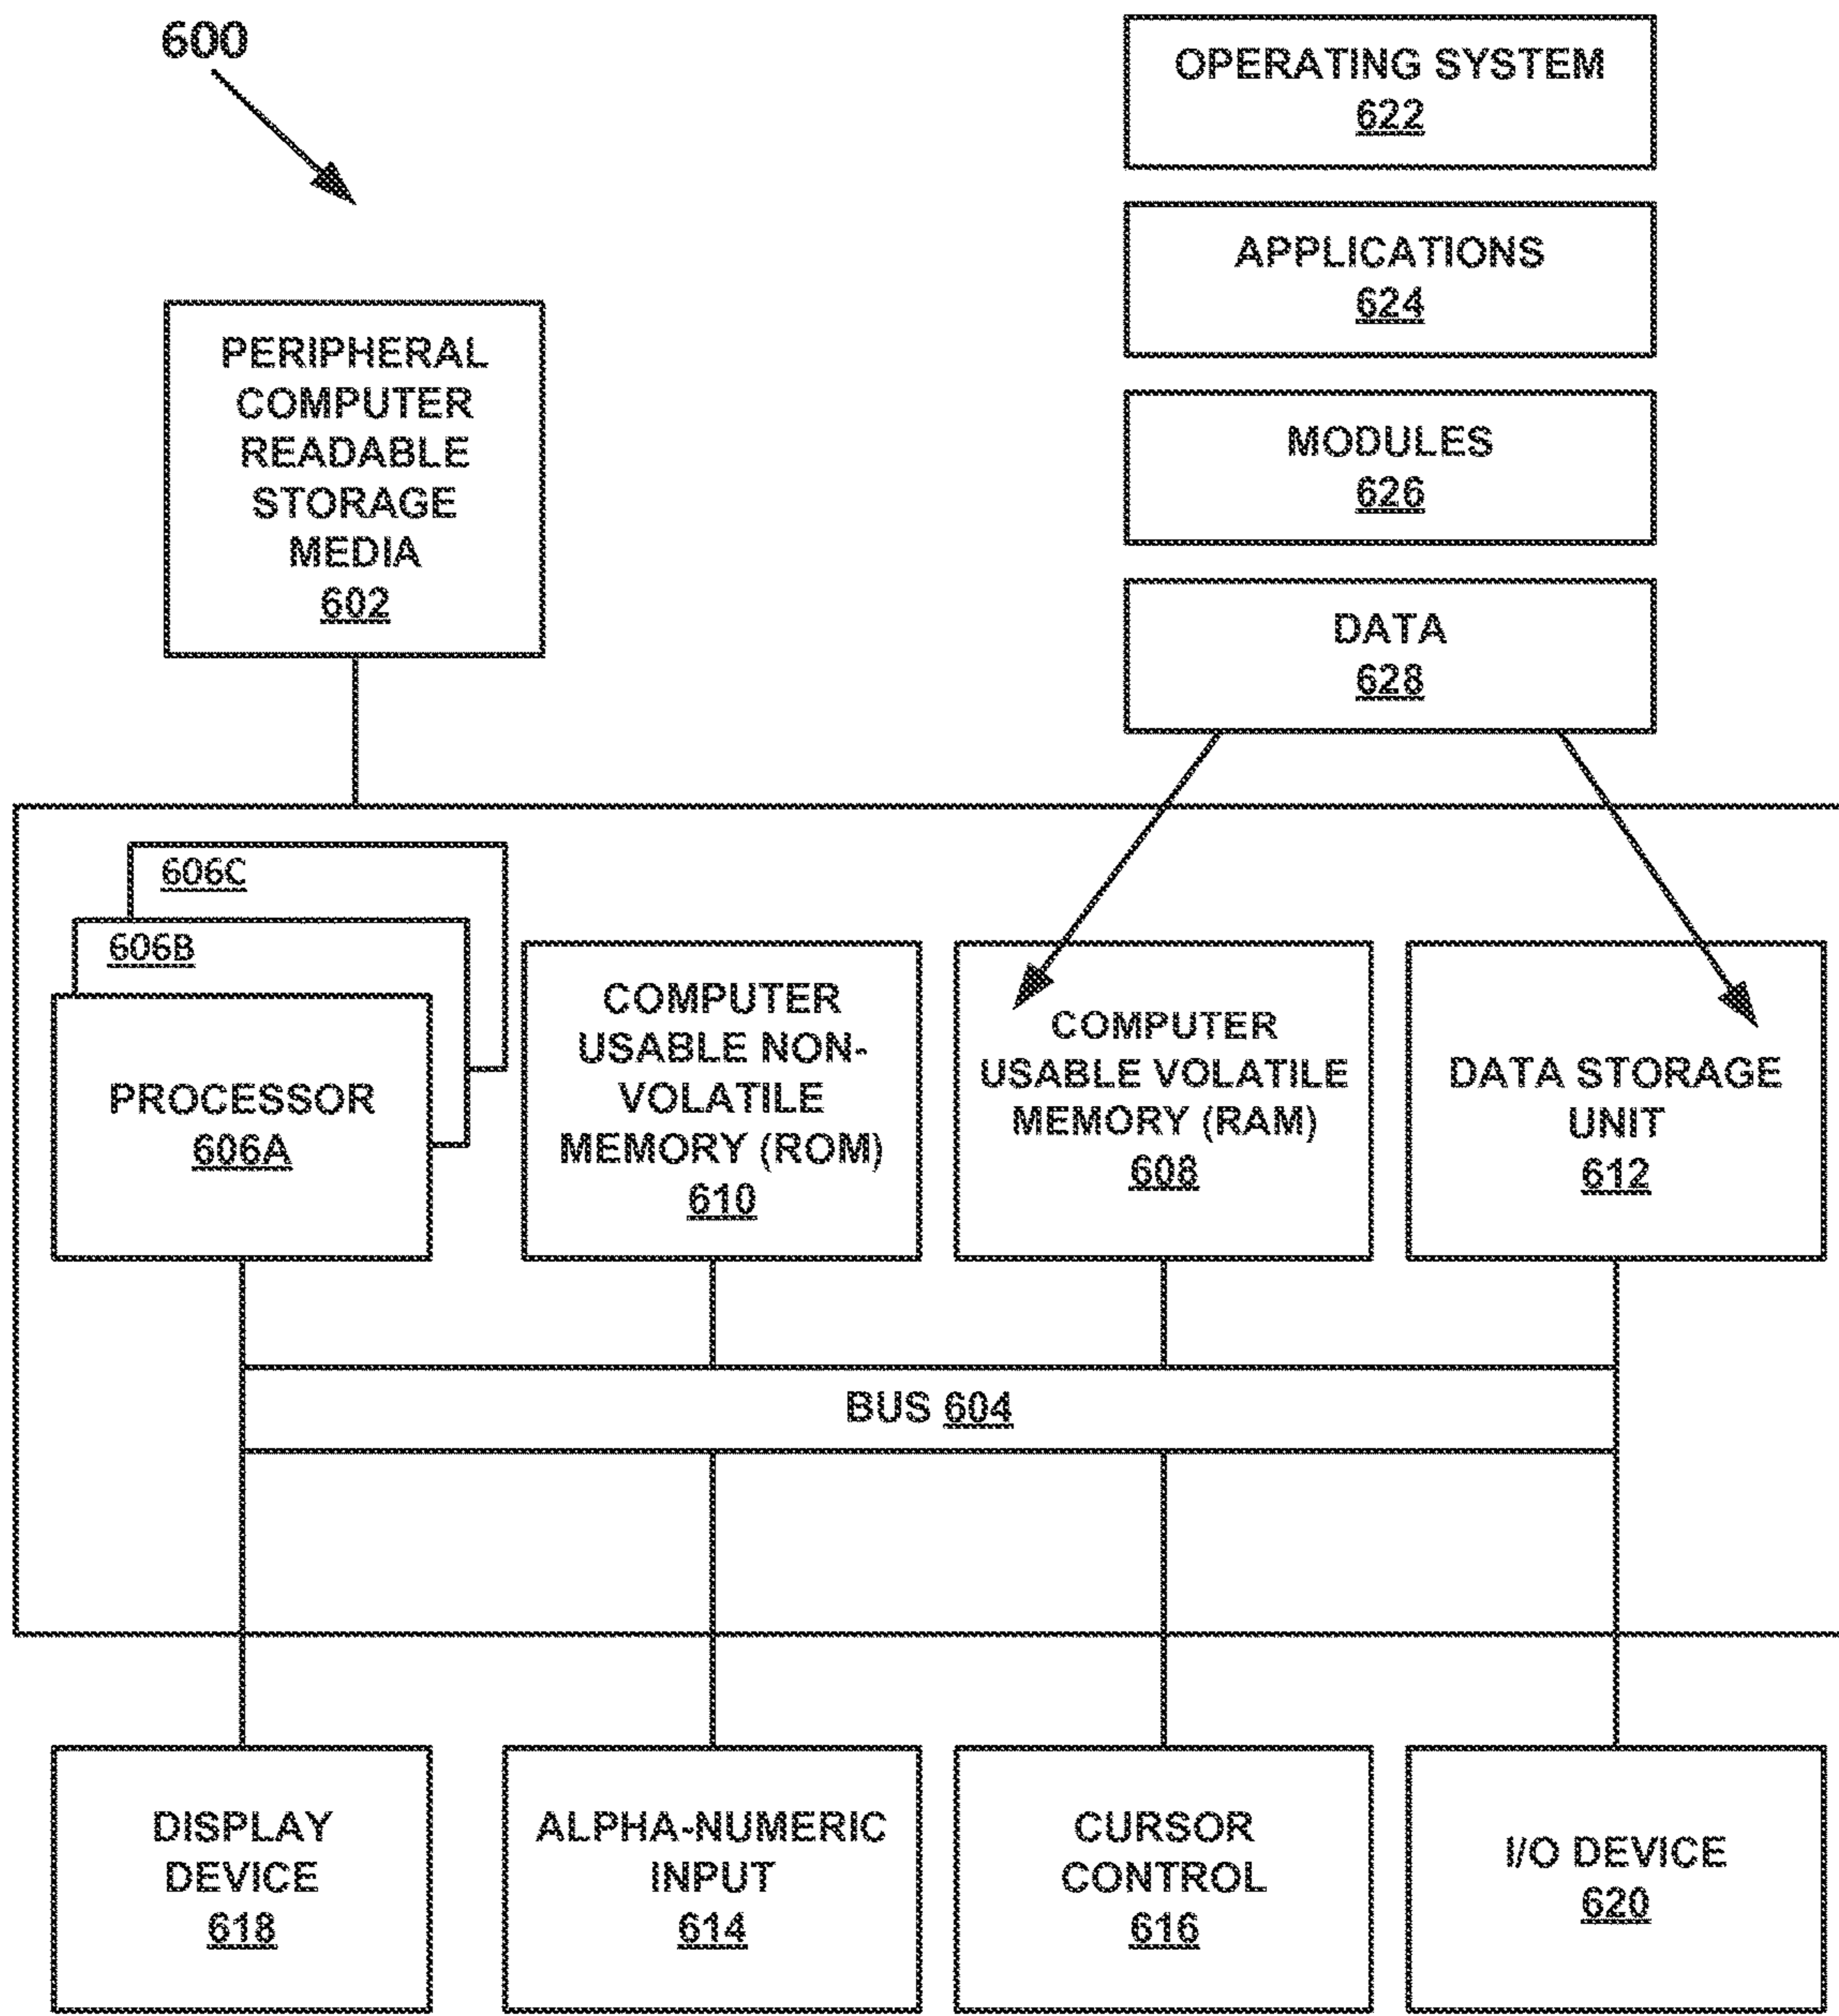 600
OPERATING SYSTEM
622
APPLICATIONS
624
MODULES
626
DATA
628
PERIPHERAL
COMPUTER
READABLE
STORAGE
MEDIA
602
606C
606B
PROCESSOR
606A
COMPUTER
USABLE NON-
VOLATILE
MEMORY (ROM)
610
COMPUTER
USABLE VOLATILE
MEMORY (RAM)
608
DATA STORAGE
UNIT
612
BUS 604
DISPLAY
DEVICE
618
ALPHA-NUMERIC
INPUT
614
CURSOR
CONTROL
616
I/O DEVICE
620